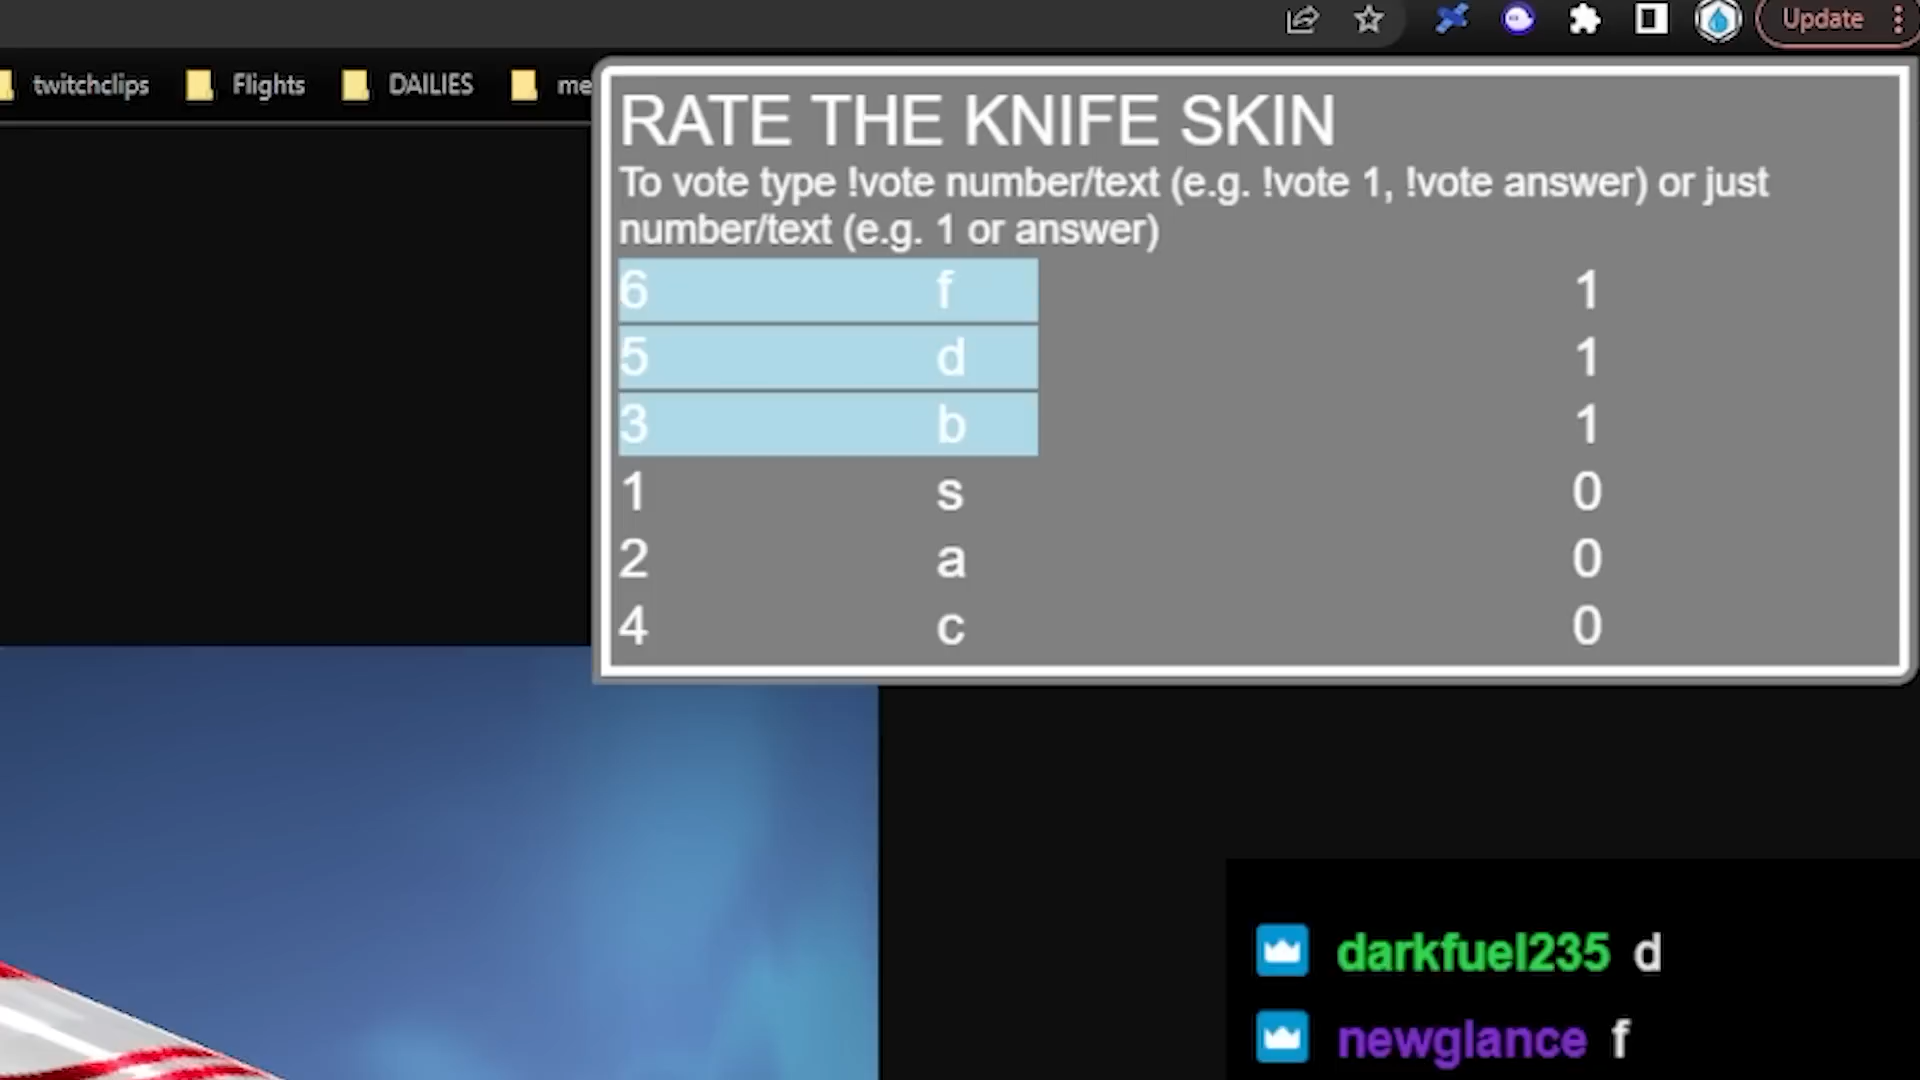 Update
twitchclips Flights DAILIES me
RATE THE KNIFE SKIN
To vote type !vote number/text (e.g. !vote 1, !vote answer) or just
number/text (e.g. 1 or answer)
6 f 1
5 d 1
3 b 1
1 s 0
2 a 0
4 c 0
darkfuel235 d
newglance f